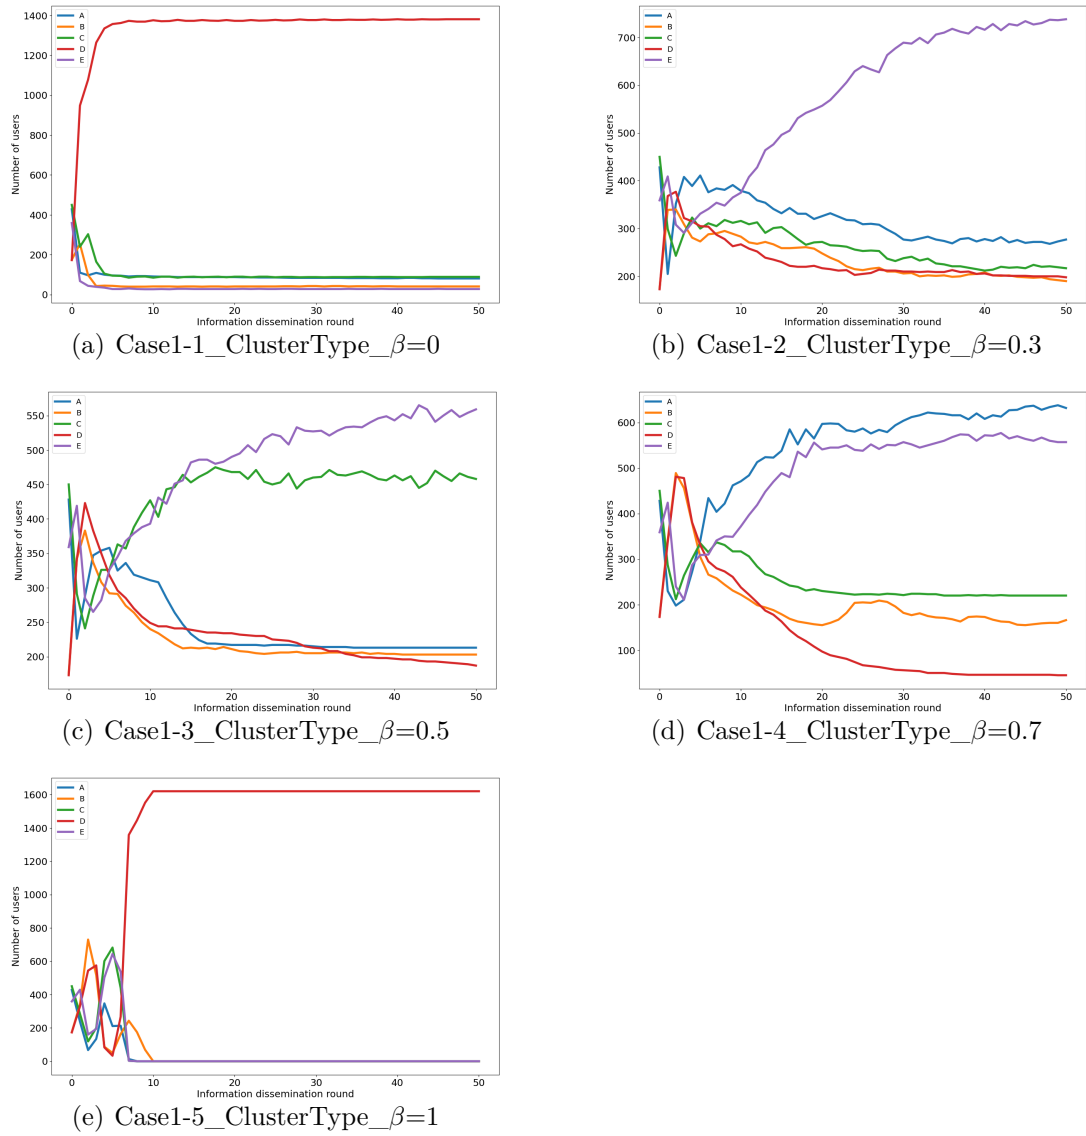 1400
1200
1000
800
600
400
200
0
Number of users
A
B
C
D
E
0 10 20 30 40 50
Information dissemination round
(a) Case1-1_ClusterType_β=0
700
600
500
400
300
200
Number of users
A
B
C
D
E
0 10 20 30 40 50
Information dissemination round
(b) Case1-2_ClusterType_β=0.3
550
500
450
400
350
300
250
200
Number of users
A
B
C
D
E
0 10 20 30 40 50
Information dissemination round
(c) Case1-3_ClusterType_β=0.5
600
500
400
300
200
100
Number of users
A
B
C
D
E
0 10 20 30 40 50
Information dissemination round
(d) Case1-4_ClusterType_β=0.7
1600
1400
1200
1000
800
600
400
200
0
Number of users
A
B
C
D
E
0 10 20 30 40 50
Information dissemination round
(e) Case1-5_ClusterType_β=1